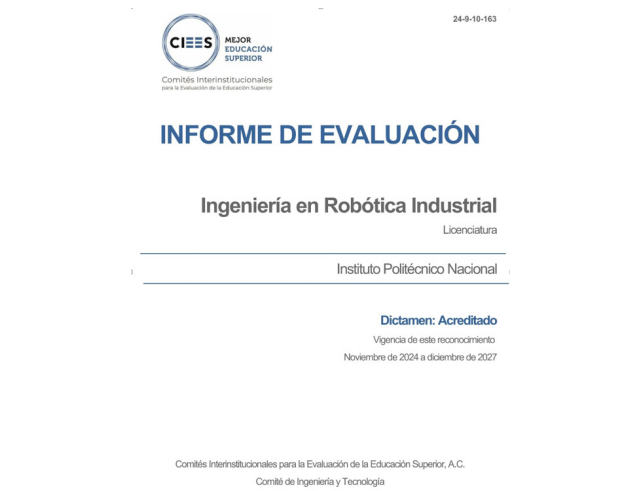 24-9-10-163
CIEES
MEJOR
EDUCACIÓN
SUPERIOR
Comités Interinstitucionales
para la Evaluación de la Educación Superior
INFORME DE EVALUACIÓN
Ingeniería en Robótica Industrial
Licenciatura
Instituto Politécnico Nacional
Dictamen: Acreditado
Vigencia de este reconocimiento
Noviembre de 2024 a diciembre de 2027
Comités Interinstitucionales para la Evaluación de la Educación Superior, A.C.
Comité de Ingeniería y Tecnología